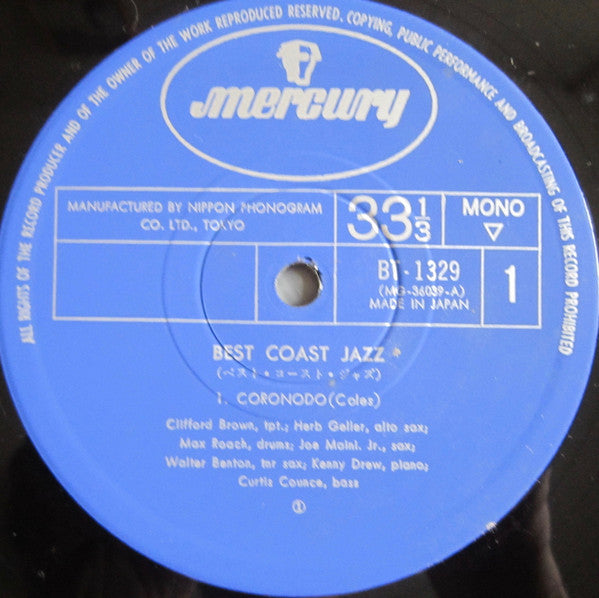 ALL RIGHTS OF THE RECORD PRODUCER AND OF THE OWNER OF THE WORK REPRODUCED RESERVED. COPYING, PUBLIC PERFORMANCE AND BROADCASTING OF THIS RECORD PROHIBITED
mercury
MANUFACTURED BY NIPPON PHONOGRAM
CO. LTD., TOKYO
33 1/3
MONO
▽
BT-1329
(MG-36039-A)
MADE IN JAPAN
1
BEST COAST JAZZ
(ベスト・コースト・ジャズ)
1. CORONODO (Coles)
Clifford Brown, tpt.; Herb Geller, alto sax;
Max Roach, drums; Joe Maini. Jr., sax;
Walter Benton, tnr sax; Kenny Drew, piano;
Curtis Counce, bass
①